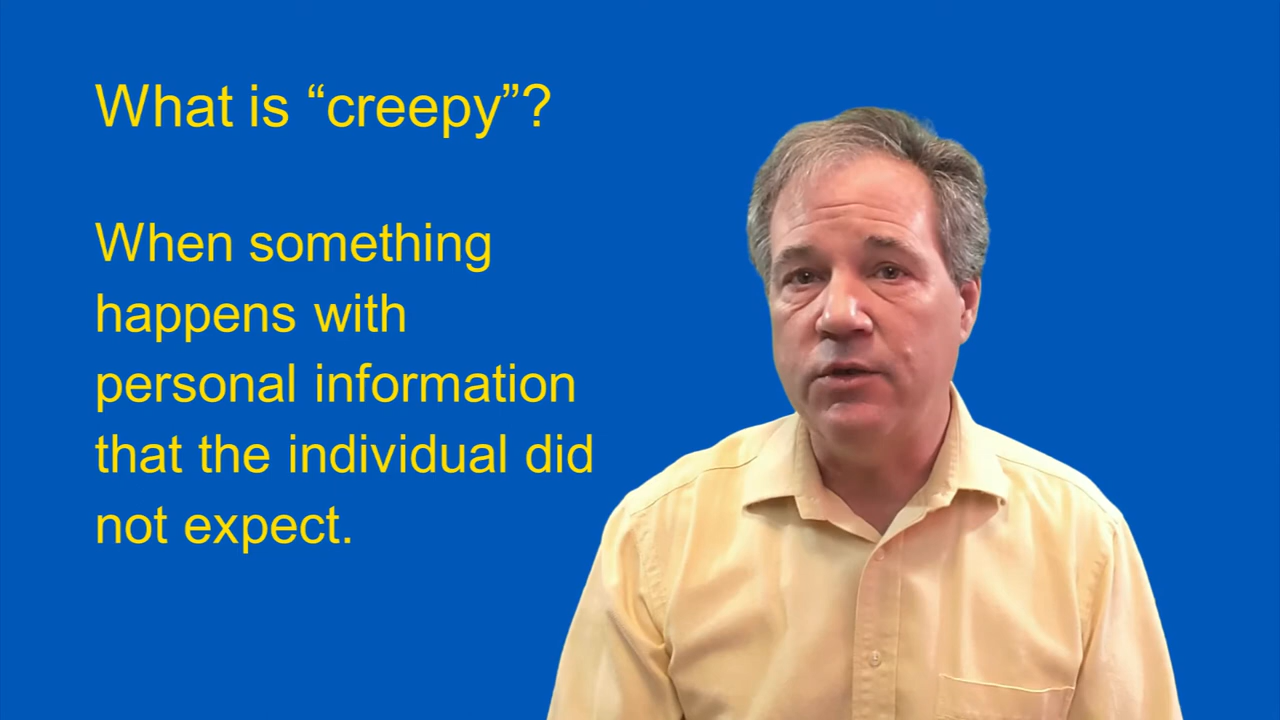 What is “creepy”?
When something
happens with
personal information
that the individual did
not expect.